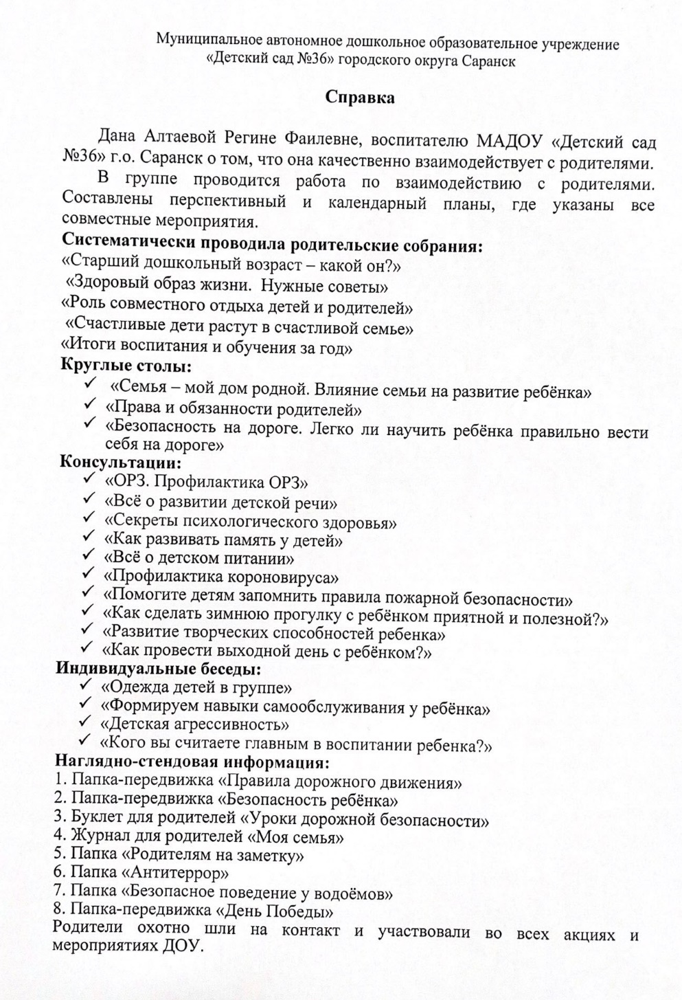 Муниципальное автономное дошкольное образовательное учреждение
«Детский сад №36» городского округа Саранск
Справка
Дана Алтаевой Регине Фаилевне, воспитателю МАДОУ «Детский сад
№36» г.о. Саранск о том, что она качественно взаимодействует с родителями.
В группе проводится работа по взаимодействию с родителями.
Составлены перспективный и календарный планы, где указаны все
совместные мероприятия.
Систематически проводила родительские собрания:
«Старший дошкольный возраст – какой он?»
«Здоровый образ жизни. Нужные советы»
«Роль совместного отдыха детей и родителей»
«Счастливые дети растут в счастливой семье»
«Итоги воспитания и обучения за год»
Круглые столы:
✓ «Семья – мой дом родной. Влияние семьи на развитие ребёнка»
✓ «Права и обязанности родителей»
✓ «Безопасность на дороге. Легко ли научить ребёнка правильно вести
себя на дороге»
Консультации:
✓ «ОРЗ. Профилактика ОРЗ»
✓ «Всё о развитии детской речи»
✓ «Секреты психологического здоровья»
✓ «Как развивать память у детей»
✓ «Всё о детском питании»
✓ «Профилактика короновируса»
✓ «Помогите детям запомнить правила пожарной безопасности»
✓ «Как сделать зимнюю прогулку с ребёнком приятной и полезной?»
✓ «Развитие творческих способностей ребенка»
✓ «Как провести выходной день с ребёнком?»
Индивидуальные беседы:
✓ «Одежда детей в группе»
✓ «Формируем навыки самообслуживания у ребёнка»
✓ «Детская агрессивность»
✓ «Кого вы считаете главным в воспитании ребенка?»
Наглядно-стендовая информация:
1. Папка-передвижка «Правила дорожного движения»
2. Папка-передвижка «Безопасность ребёнка»
3. Буклет для родителей «Уроки дорожной безопасности»
4. Журнал для родителей «Моя семья»
5. Папка «Родителям на заметку»
6. Папка «Антитеррор»
7. Папка «Безопасное поведение у водоёмов»
8. Папка-передвижка «День Победы»
Родители охотно шли на контакт и участвовали во всех акциях и
мероприятиях ДОУ.